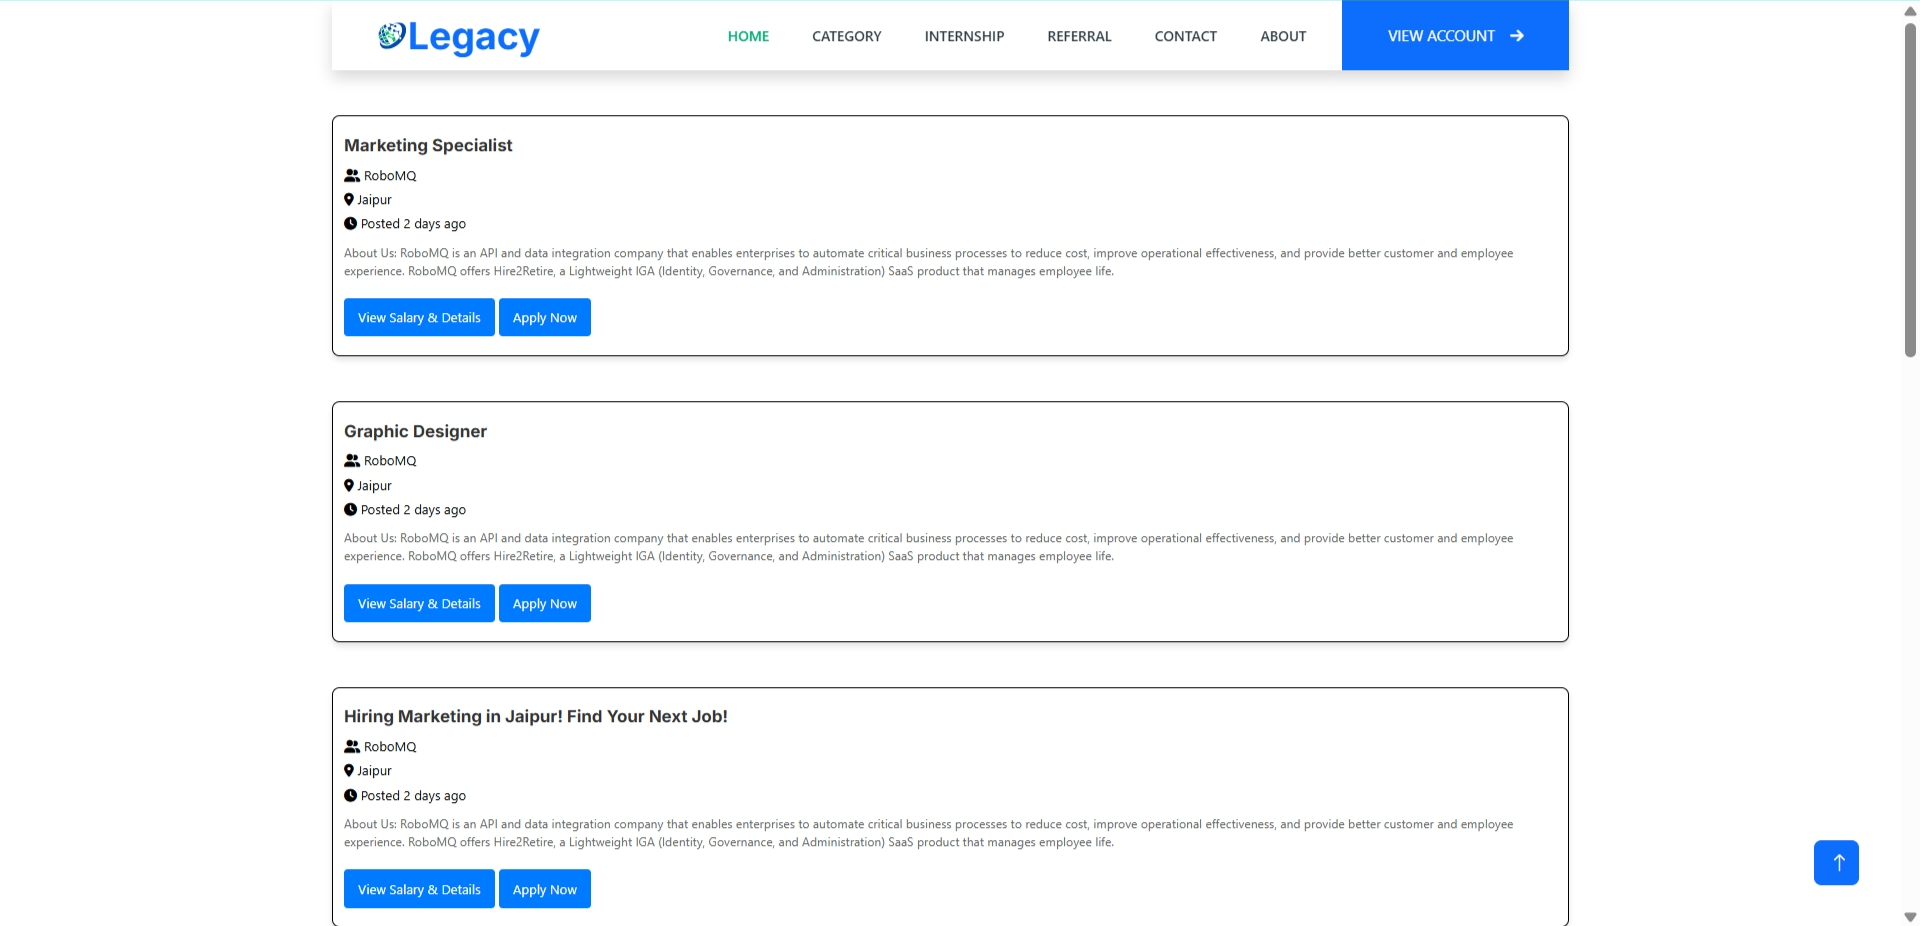 Legacy
HOME CATEGORY INTERNSHIP REFERRAL CONTACT ABOUT VIEW ACCOUNT
Marketing Specialist
RoboMQ
Jaipur
Posted 2 days ago
About Us: RoboMQ is an API and data integration company that enables enterprises to automate critical business processes to reduce cost, improve operational effectiveness, and provide better customer and employee
experience. RoboMQ offers Hire2Retire, a Lightweight IGA (Identity, Governance, and Administration) SaaS product that manages employee life.
View Salary & Details Apply Now
Graphic Designer
RoboMQ
Jaipur
Posted 2 days ago
About Us: RoboMQ is an API and data integration company that enables enterprises to automate critical business processes to reduce cost, improve operational effectiveness, and provide better customer and employee
experience. RoboMQ offers Hire2Retire, a Lightweight IGA (Identity, Governance, and Administration) SaaS product that manages employee life.
View Salary & Details Apply Now
Hiring Marketing in Jaipur! Find Your Next Job!
RoboMQ
Jaipur
Posted 2 days ago
About Us: RoboMQ is an API and data integration company that enables enterprises to automate critical business processes to reduce cost, improve operational effectiveness, and provide better customer and employee
experience. RoboMQ offers Hire2Retire, a Lightweight IGA (Identity, Governance, and Administration) SaaS product that manages employee life.
View Salary & Details Apply Now